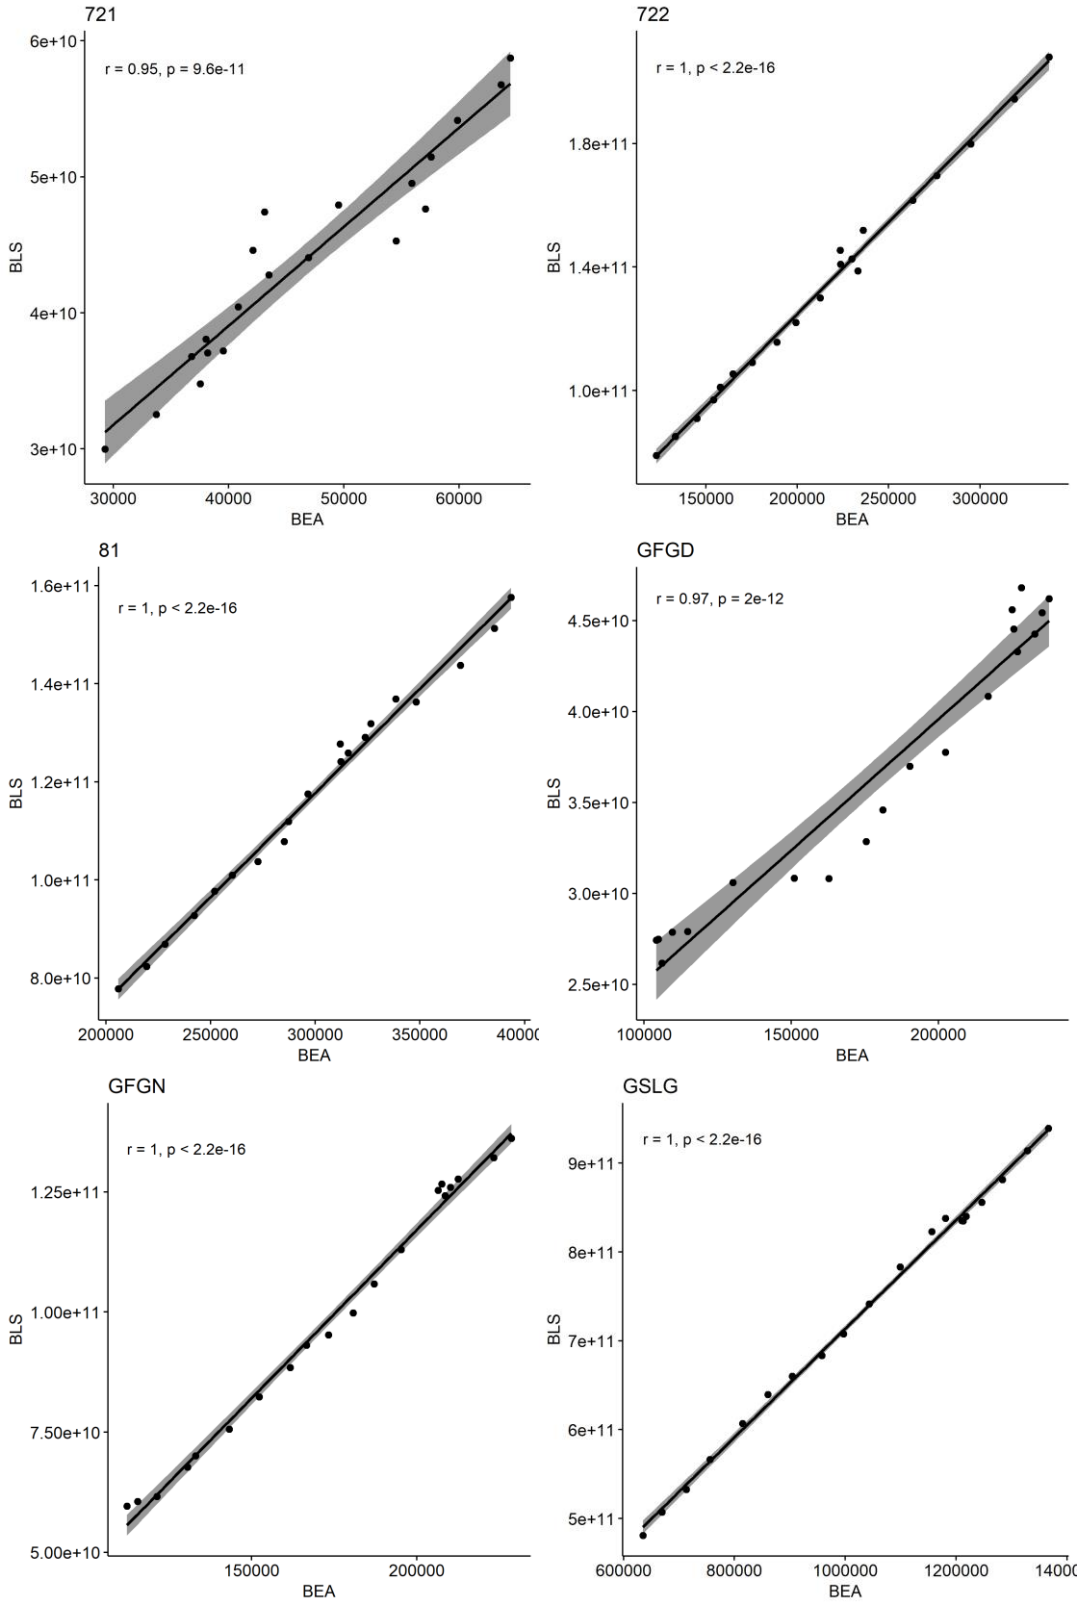 721
r = 0.95, p = 9.6e-11
6e+10
5e+10
4e+10
3e+10
BLS
30000 40000 50000 60000
BEA
722
r = 1, p < 2.2e-16
1.8e+11
1.4e+11
1.0e+11
BLS
150000 200000 250000 300000
BEA
81
r = 1, p < 2.2e-16
1.6e+11
1.4e+11
1.2e+11
1.0e+11
8.0e+10
BLS
200000 250000 300000 350000 40000
BEA
GFGD
r = 0.97, p = 2e-12
4.5e+10
4.0e+10
3.5e+10
3.0e+10
2.5e+10
BLS
100000 150000 200000
BEA
GFGN
r = 1, p < 2.2e-16
1.25e+11
1.00e+11
7.50e+10
5.00e+10
BLS
150000 200000
BEA
GSLG
r = 1, p < 2.2e-16
9e+11
8e+11
7e+11
6e+11
5e+11
BLS
600000 800000 1000000 1200000 14000
BEA